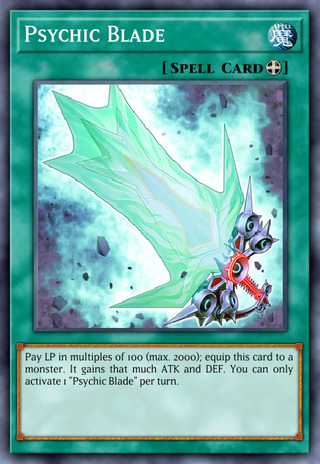 Psychic Blade
魔
[Spell Card]
Pay LP in multiples of 100 (max. 2000); equip this card to a
monster. It gains that much ATK and DEF. You can only
activate 1 "Psychic Blade" per turn.